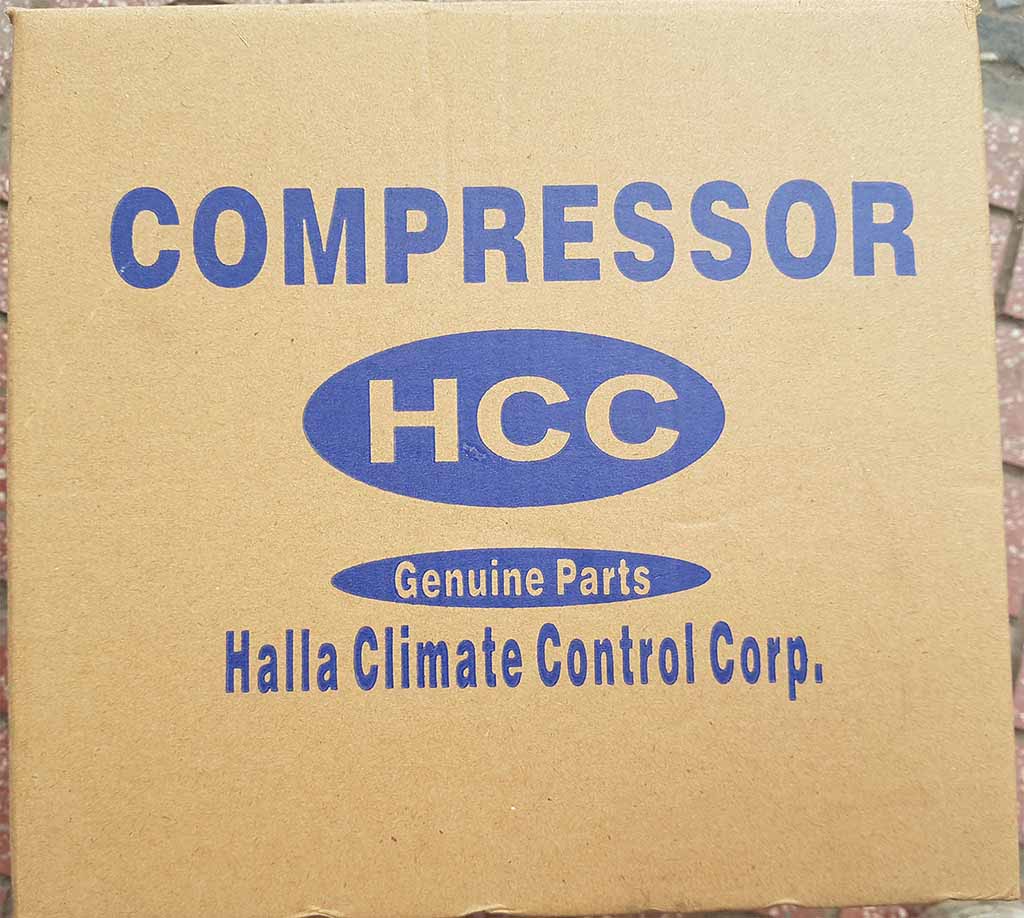 COMPRESSOR
HCC
Genuine Parts
Halla Climate Control Corp.